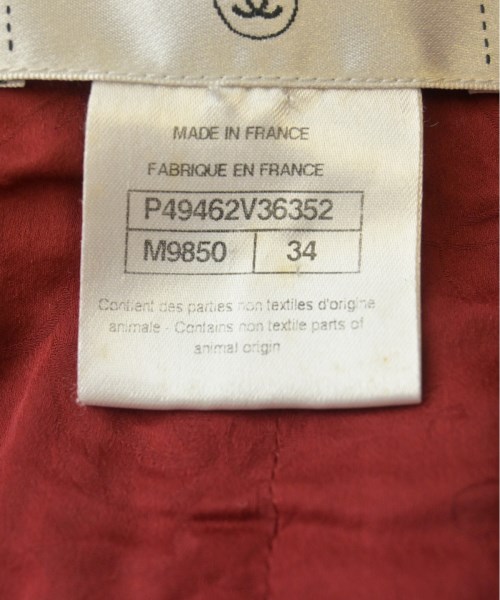 MADE IN FRANCE
FABRIQUE EN FRANCE
P49462V36352
M9850 34
Contient des parties non textiles d'origine
animale - Contains non textile parts of
animal origin